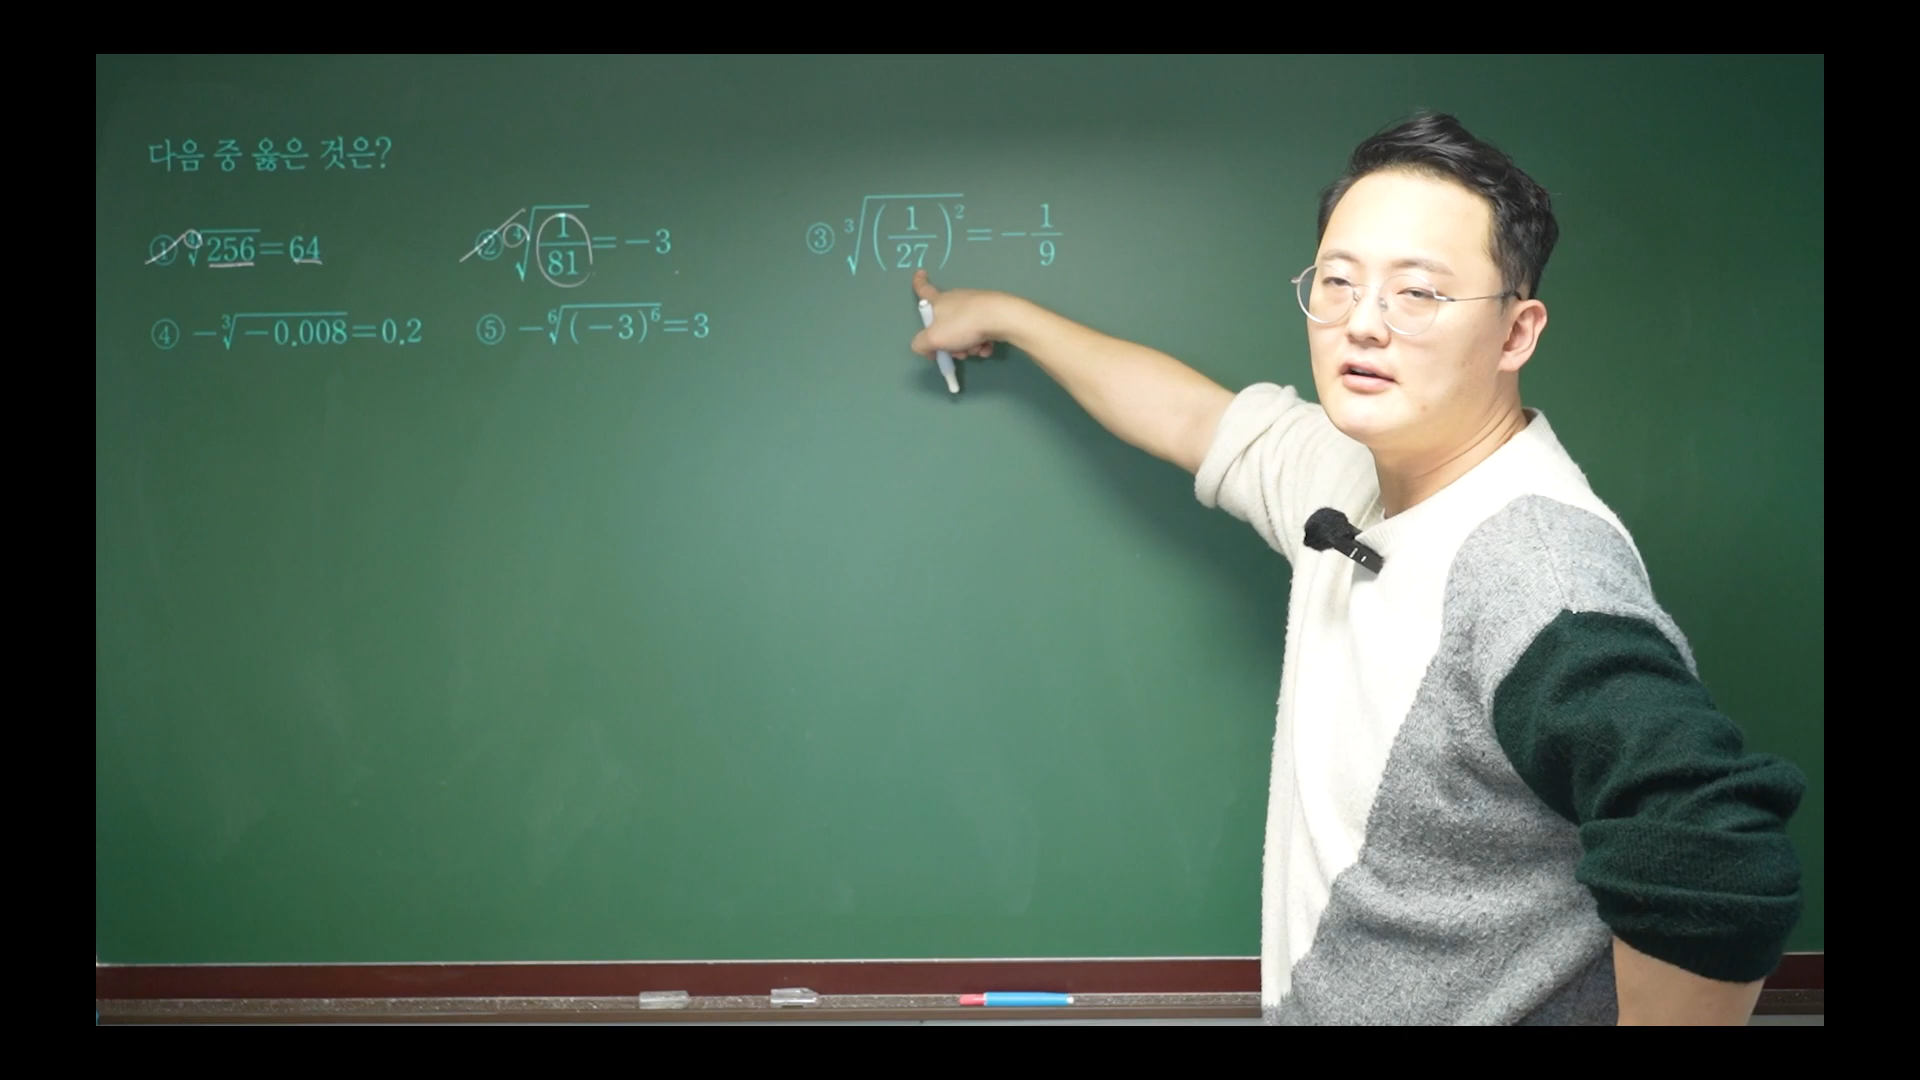 다음 중 옳은 것은?
① ⁴√256=64 ② ⁴√(1/81)=-3 ③ ³√((1/27)²)=-1/9
④ -³√(-0.008)=0.2 ⑤ -⁶√((-3)⁶)=3